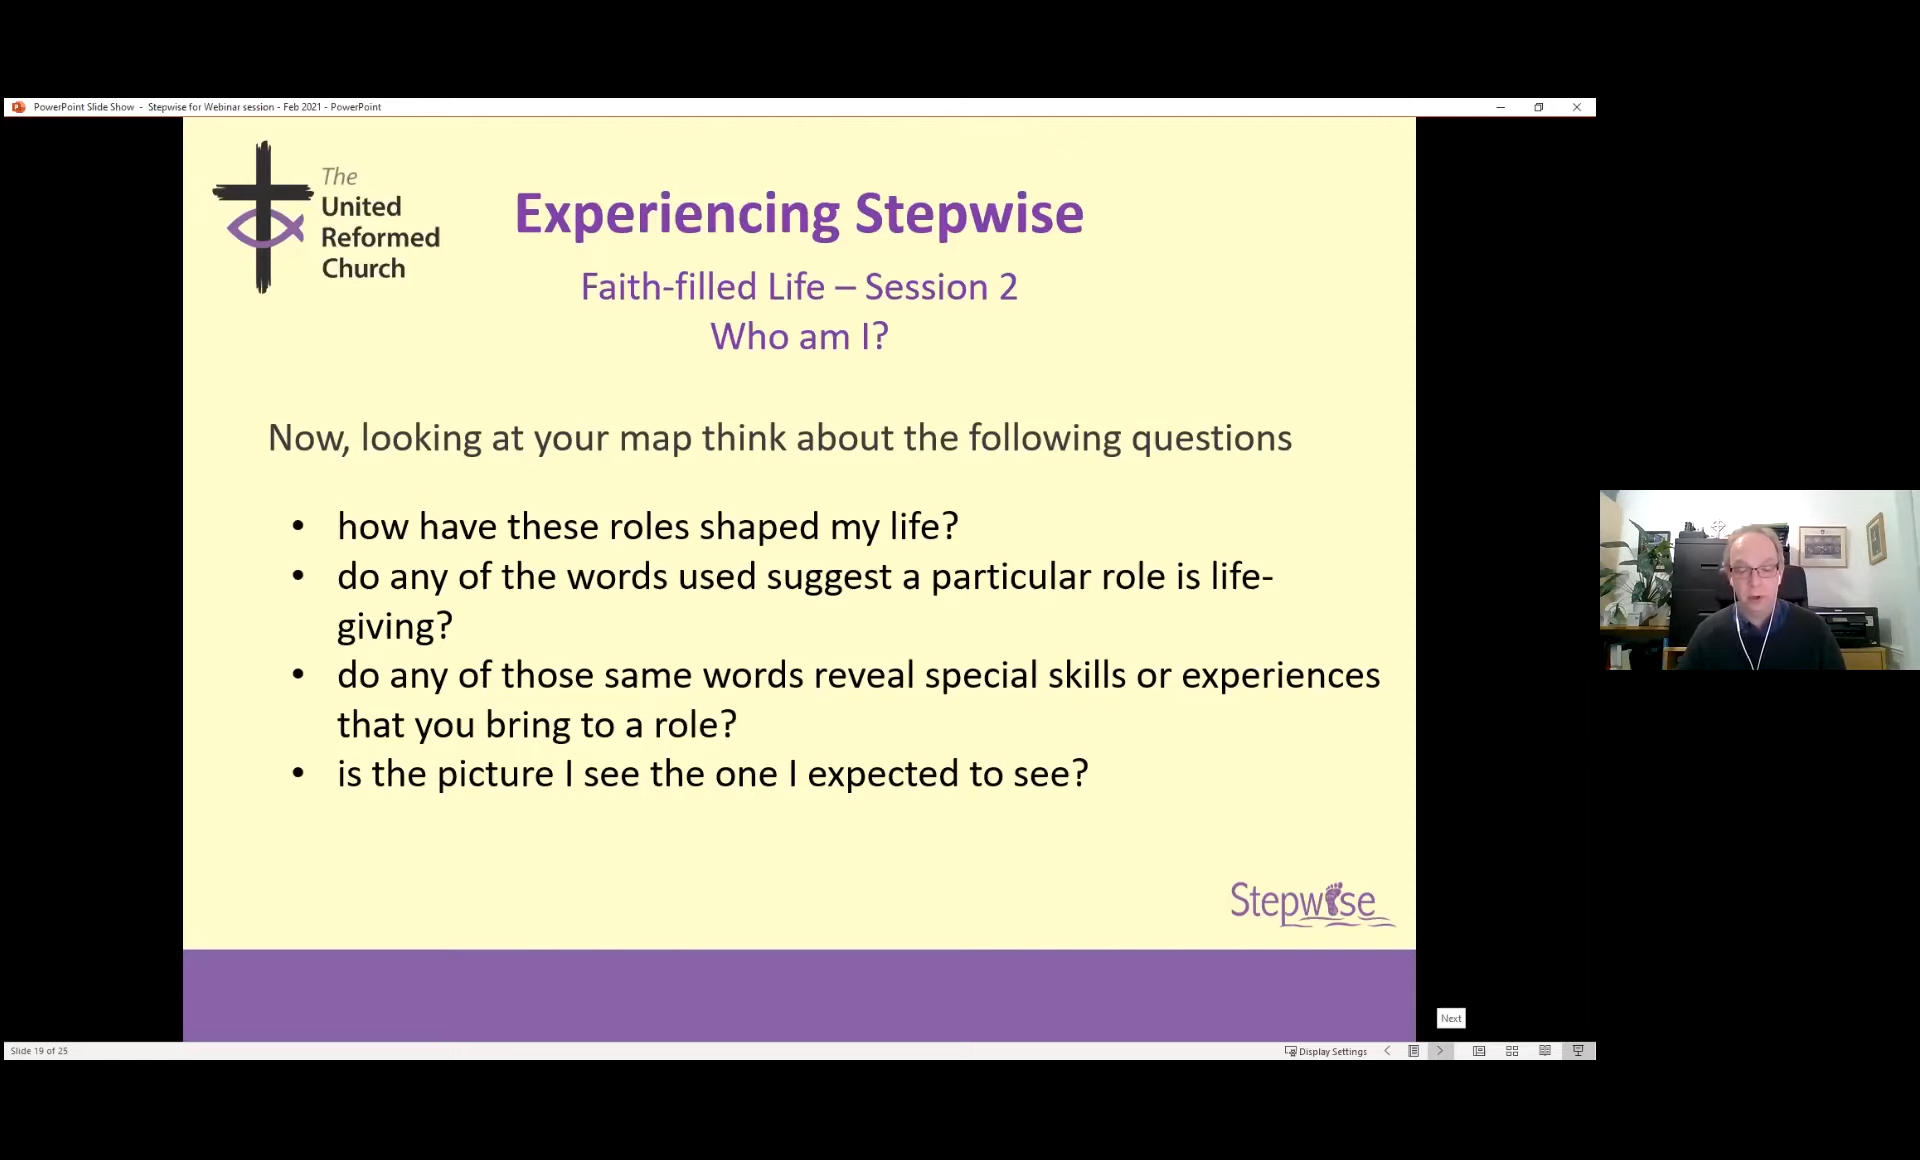 PowerPoint Slide Show - Stepwise for Webinar session - Feb 2021 - PowerPoint
The
United
Reformed
Church
Experiencing Stepwise
Faith-filled Life – Session 2
Who am I?
Now, looking at your map think about the following questions
• how have these roles shaped my life?
• do any of the words used suggest a particular role is life-
giving?
• do any of those same words reveal special skills or experiences
that you bring to a role?
• is the picture I see the one I expected to see?
Stepwise
Next
Slide 19 of 25
Display Settings